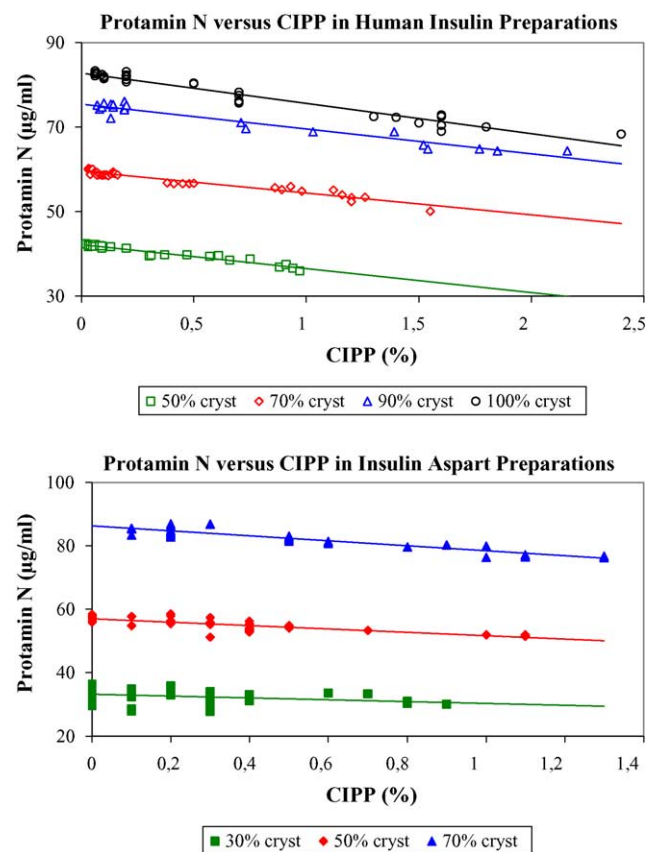 Protamin N versus CIPP in Human Insulin Preparations
90
70
50
30
Protamin N (µg/ml)
0 0,5 1 1,5 2 2,5
CIPP (%)
50% cryst 70% cryst 90% cryst 100% cryst
Protamin N versus CIPP in Insulin Aspart Preparations
100
80
60
40
20
Protamin N (µg/ml)
0 0,2 0,4 0,6 0,8 1 1,2 1,4
CIPP (%)
30% cryst 50% cryst 70% cryst